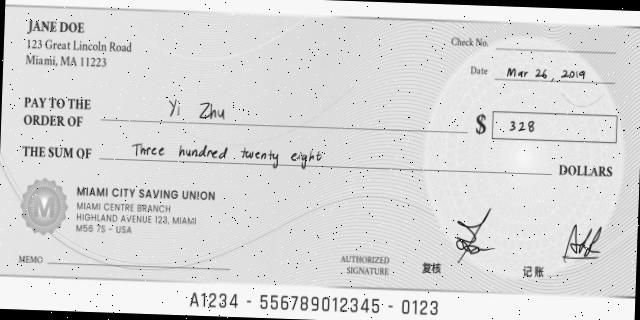 JANE DOE
123 Great Lincoln Road
Miami, MA 11223
Check No.
Date Mar 26, 2019
PAY TO THE
ORDER OF Yi Zhu
$ 328
THE SUM OF Three hundred twenty eight DOLLARS
M
MIAMI CITY SAVING UNION
MIAMI CENTRE BRANCH
HIGHLAND AVENUE 123, MIAMI
M56 7S - USA
MEMO
AUTHORIZED
SIGNATURE
复核
记账
A1234 - 556789012345 - 0123